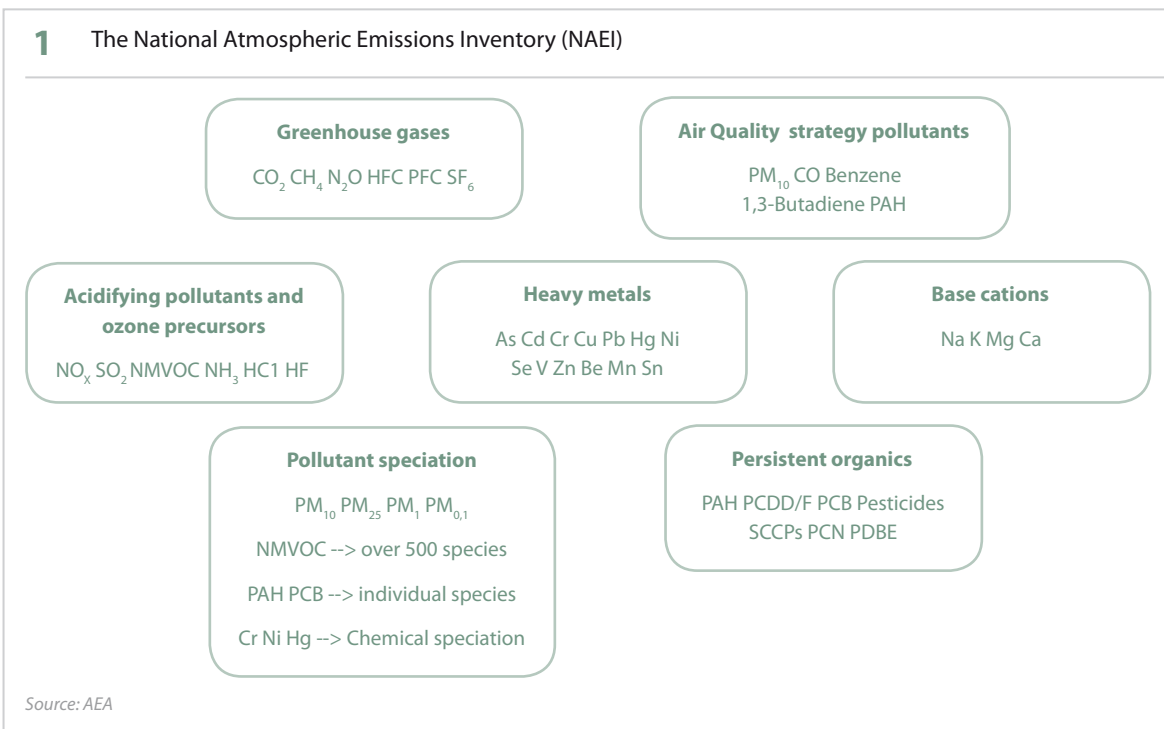 1 The National Atmospheric Emissions Inventory (NAEI)
Greenhouse gases
CO₂ CH₄ N₂O HFC PFC SF₆
Air Quality strategy pollutants
PM₁₀ CO Benzene
1,3-Butadiene PAH
Acidifying pollutants and
ozone precursors
NOₓ SO₂ NMVOC NH₃ HC1 HF
Heavy metals
As Cd Cr Cu Pb Hg Ni
Se V Zn Be Mn Sn
Base cations
Na K Mg Ca
Pollutant speciation
PM₁₀ PM₂₅ PM₁ PM₀,₁
NMVOC --> over 500 species
PAH PCB --> individual species
Cr Ni Hg --> Chemical speciation
Persistent organics
PAH PCDD/F PCB Pesticides
SCCPs PCN PDBE
Source: AEA